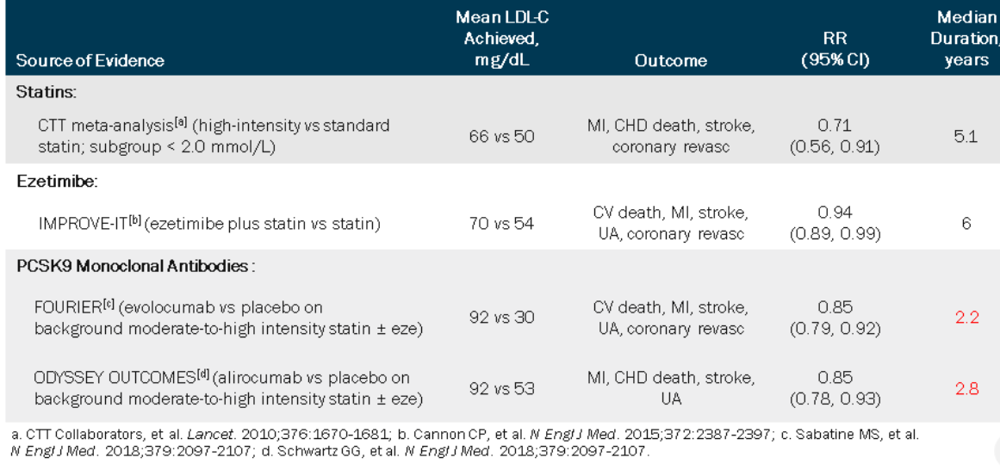 Source of Evidence Mean LDL-C Achieved, mg/dL Outcome RR (95% CI) Median Duration, years
Statins:
CTT meta-analysis[a] (high-intensity vs standard
statin; subgroup < 2.0 mmol/L)
66 vs 50
MI, CHD death, stroke,
coronary revasc
0.71
(0.56, 0.91)
5.1
Ezetimibe:
IMPROVE-IT[b] (ezetimibe plus statin vs statin)
70 vs 54
CV death, MI, stroke,
UA, coronary revasc
0.94
(0.89, 0.99)
6
PCSK9 Monoclonal Antibodies :
FOURIER[c] (evolocumab vs placebo on
background moderate-to-high intensity statin ± eze)
92 vs 30
CV death, MI, stroke,
UA, coronary revasc
0.85
(0.79, 0.92)
2.2
ODYSSEY OUTCOMES[d] (alirocumab vs placebo on
background moderate-to-high intensity statin ± eze)
92 vs 53
MI, CHD death, stroke,
UA
0.85
(0.78, 0.93)
2.8
a. CTT Collaborators, et al. Lancet. 2010;376:1670-1681; b. Cannon CP, et al. N Engl J Med. 2015;372:2387-2397; c. Sabatine MS, et al.
N Engl J Med. 2018;379:2097-2107; d. Schwartz GG, et al. N Engl J Med. 2018;379:2097-2107.